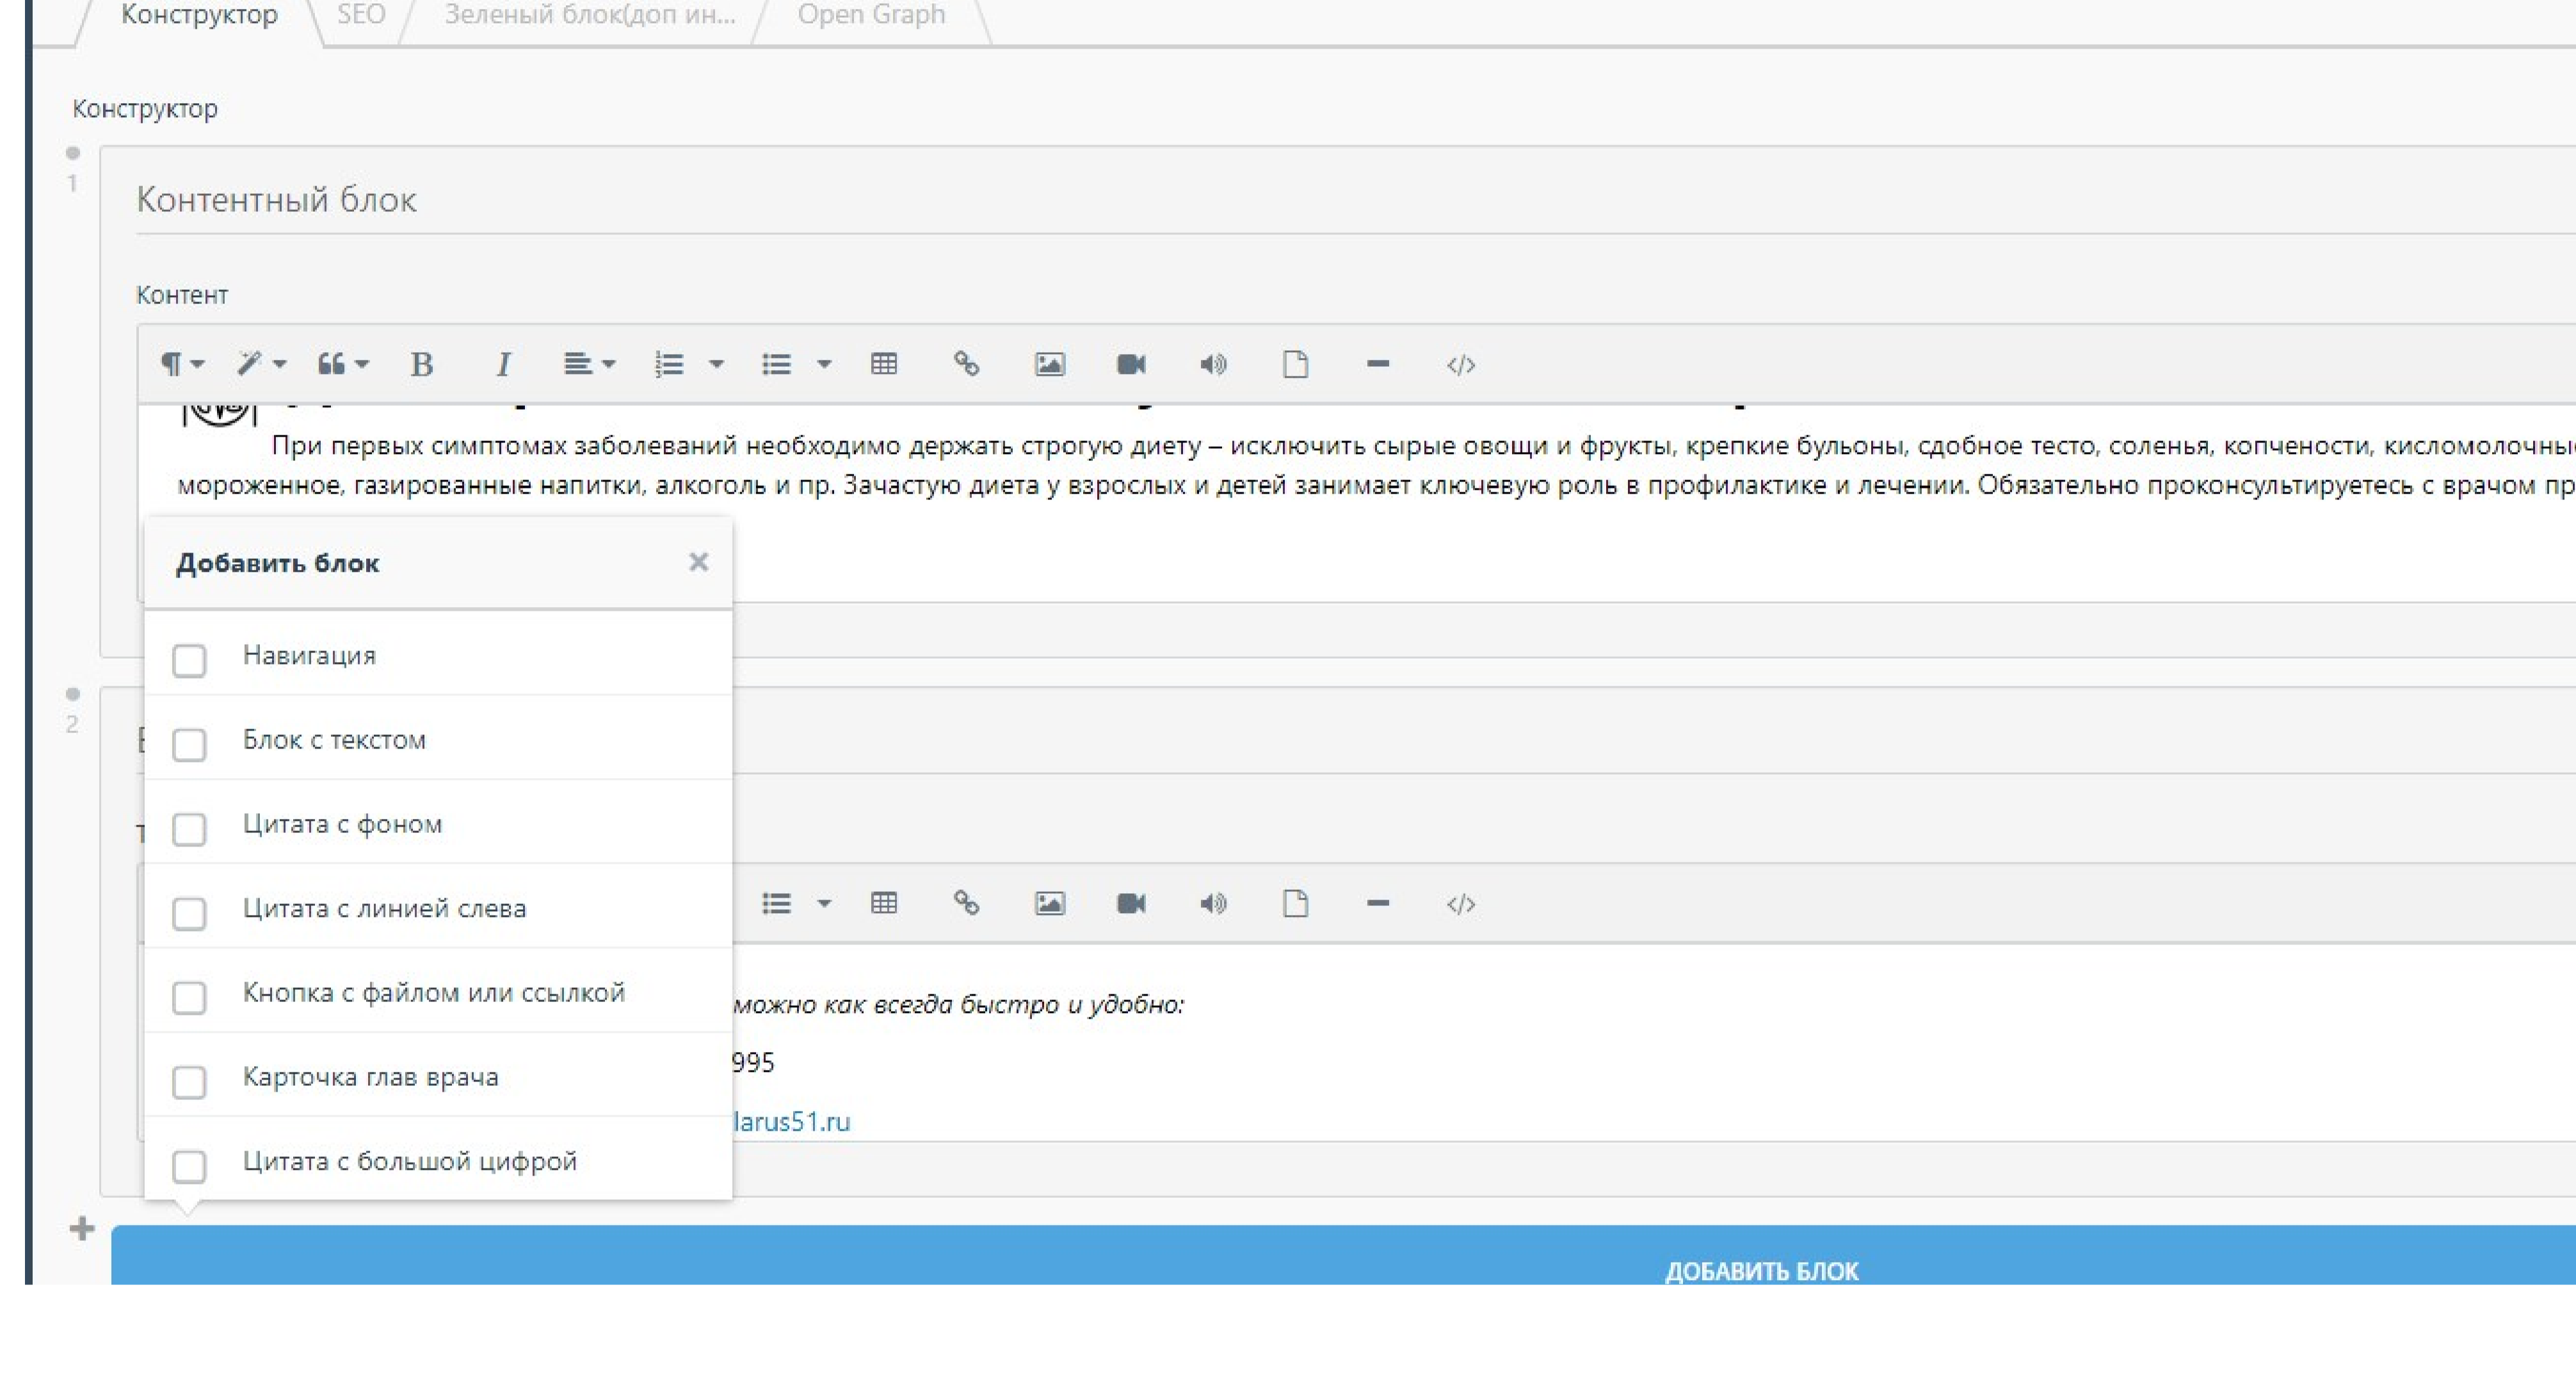 Конструктор SEO Зеленый блок(доп ин... Open Graph
Конструктор
1
Контентный блок
Контент
При первых симптомах заболеваний необходимо держать строгую диету – исключить сырые овощи и фрукты, крепкие бульоны, сдобное тесто, соленья, копчености, кисломолочные
мороженное, газированные напитки, алкоголь и пр. Зачастую диета у взрослых и детей занимает ключевую роль в профилактике и лечении. Обязательно проконсультируетесь с врачом
Добавить блок
Навигация
2
Блок с текстом
Цитата с фоном
Цитата с линией слева
Кнопка с файлом или ссылкой
можно как всегда быстро и удобно:
995
Карточка глав врача
larus51.ru
Цитата с большой цифрой
ДОБАВИТЬ БЛОК